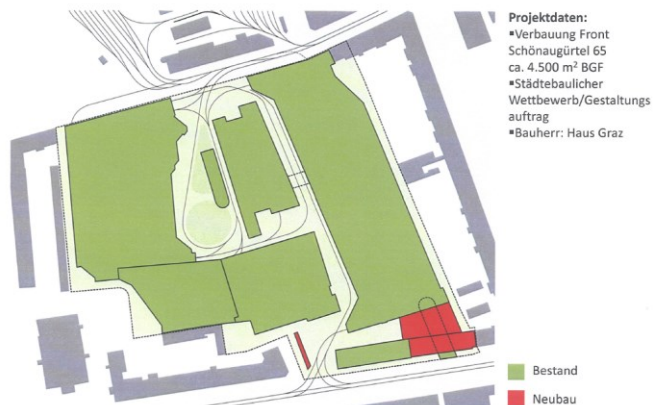 Projektdaten:
▪Verbauung Front
Schönaugürtel 65
ca. 4.500 m² BGF
▪Städtebaulicher
Wettbewerb/Gestaltungs
auftrag
▪Bauherr: Haus Graz
Bestand
Neubau